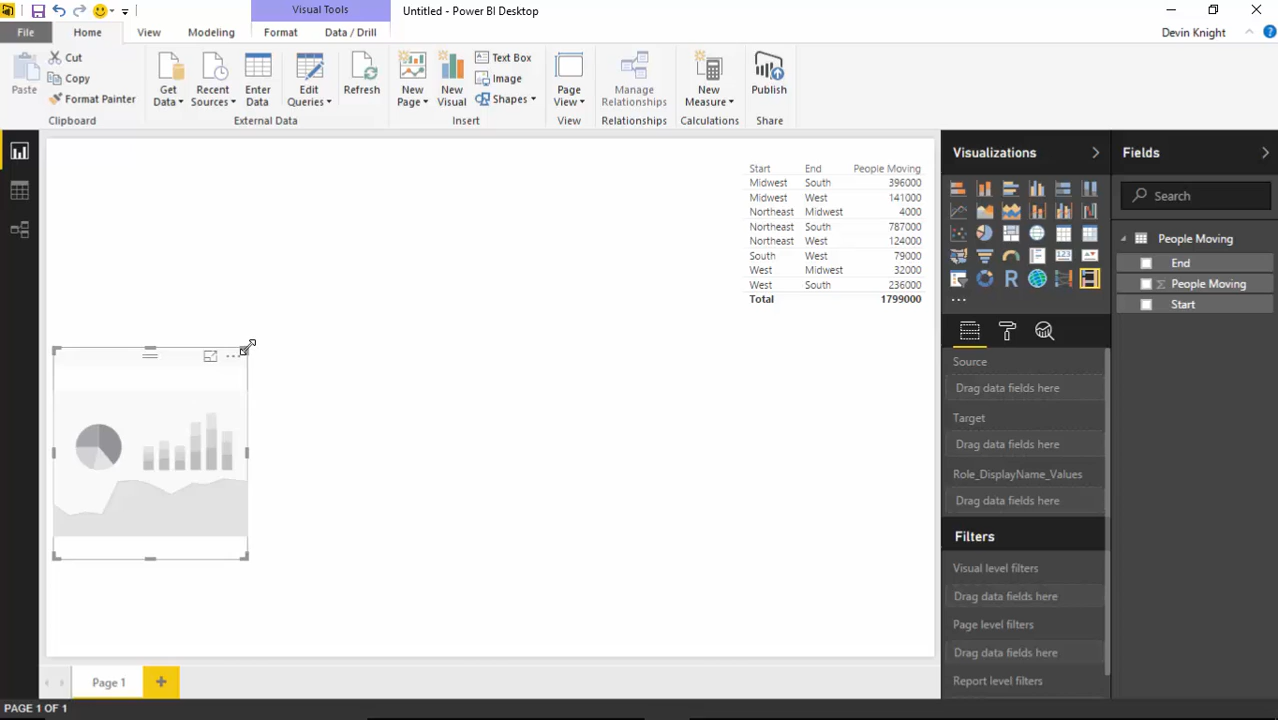 Visual Tools
Untitled - Power BI Desktop
File
Home
View
Modeling
Format
Data / Drill
Devin Knight
Paste
Cut
Copy
Format Painter
Clipboard
Get
Data
Recent
Sources
Enter
Data
Edit
Queries
Refresh
External Data
New
Page
New
Visual
Text Box
Image
Shapes
Insert
Page
View
View
Manage
Relationships
Relationships
New
Measure
Calculations
Publish
Share
Start End People Moving
Midwest South 396000
Midwest West 141000
Northeast Midwest 4000
Northeast South 787000
Northeast West 124000
South West 79000
West Midwest 32000
West South 236000
Total 1799000
Visualizations
R
123
Source
Drag data fields here
Target
Drag data fields here
Role_DisplayName_Values
Drag data fields here
Filters
Visual level filters
Drag data fields here
Page level filters
Drag data fields here
Report level filters
Fields
Search
People Moving
End
Σ People Moving
Start
Page 1
PAGE 1 OF 1